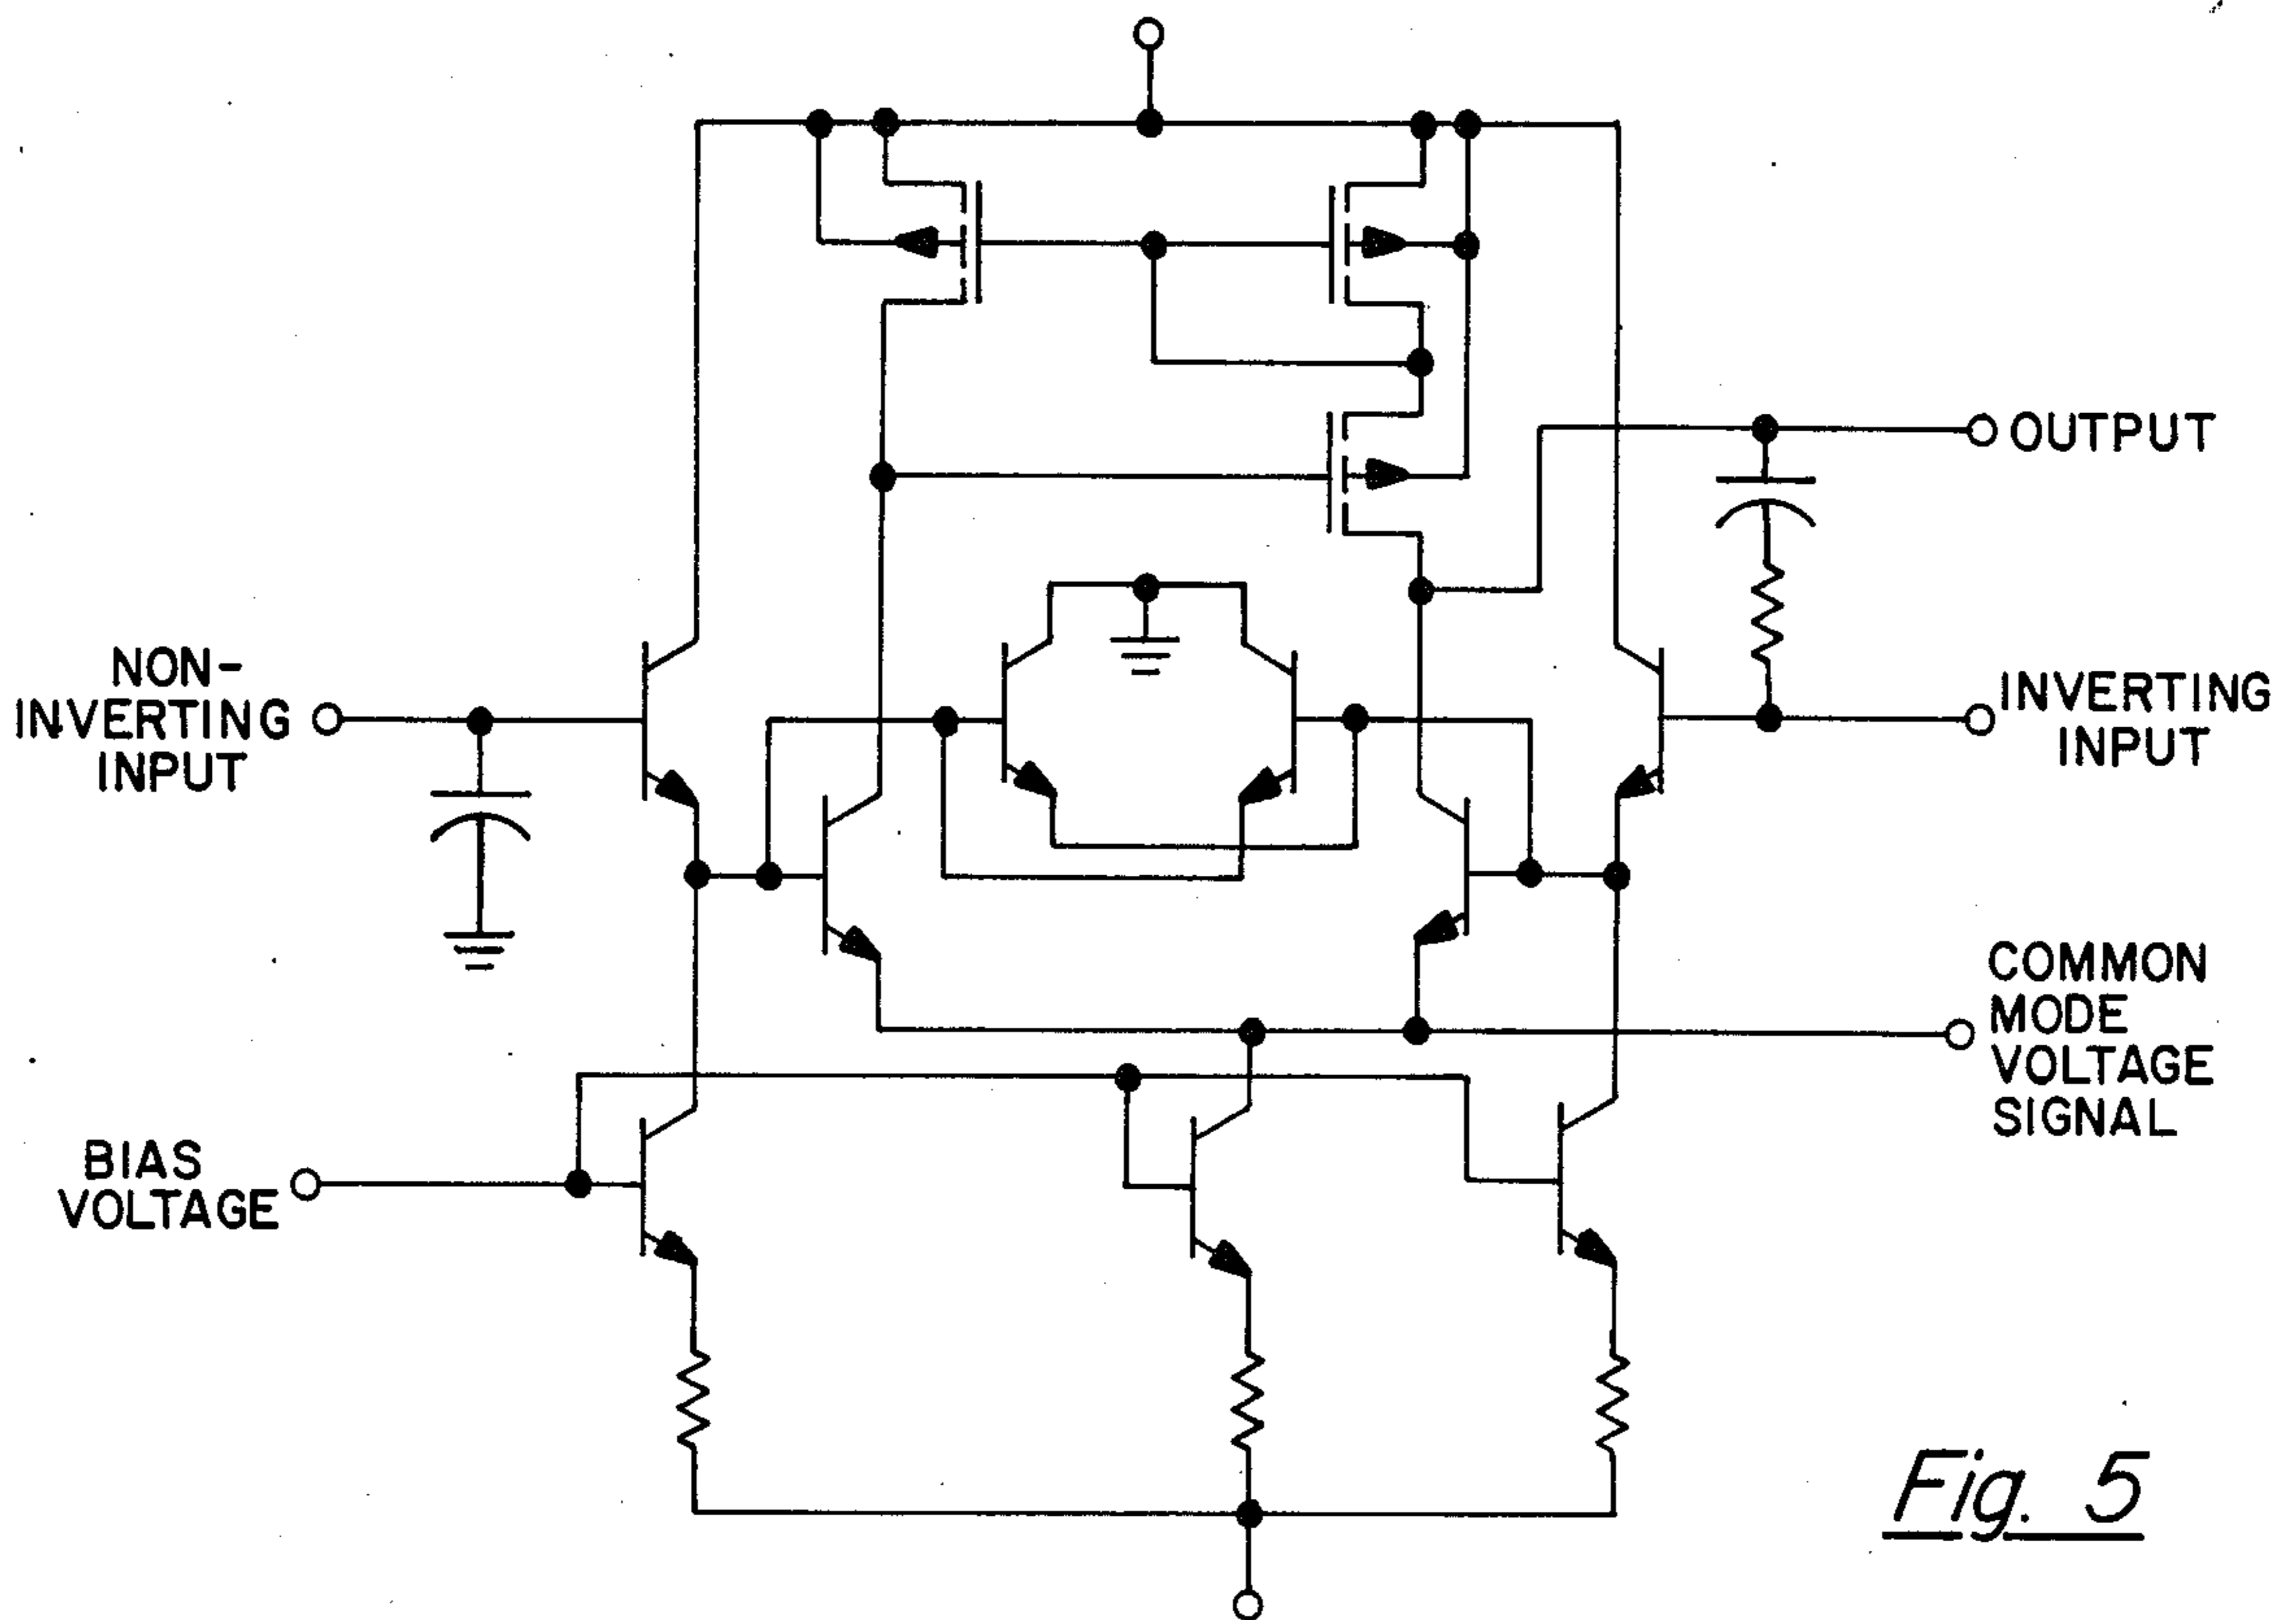 OUTPUT
NON-
INVERTING
INPUT
INVERTING
INPUT
COMMON
MODE
VOLTAGE
SIGNAL
BIAS
VOLTAGE
Fig. 5